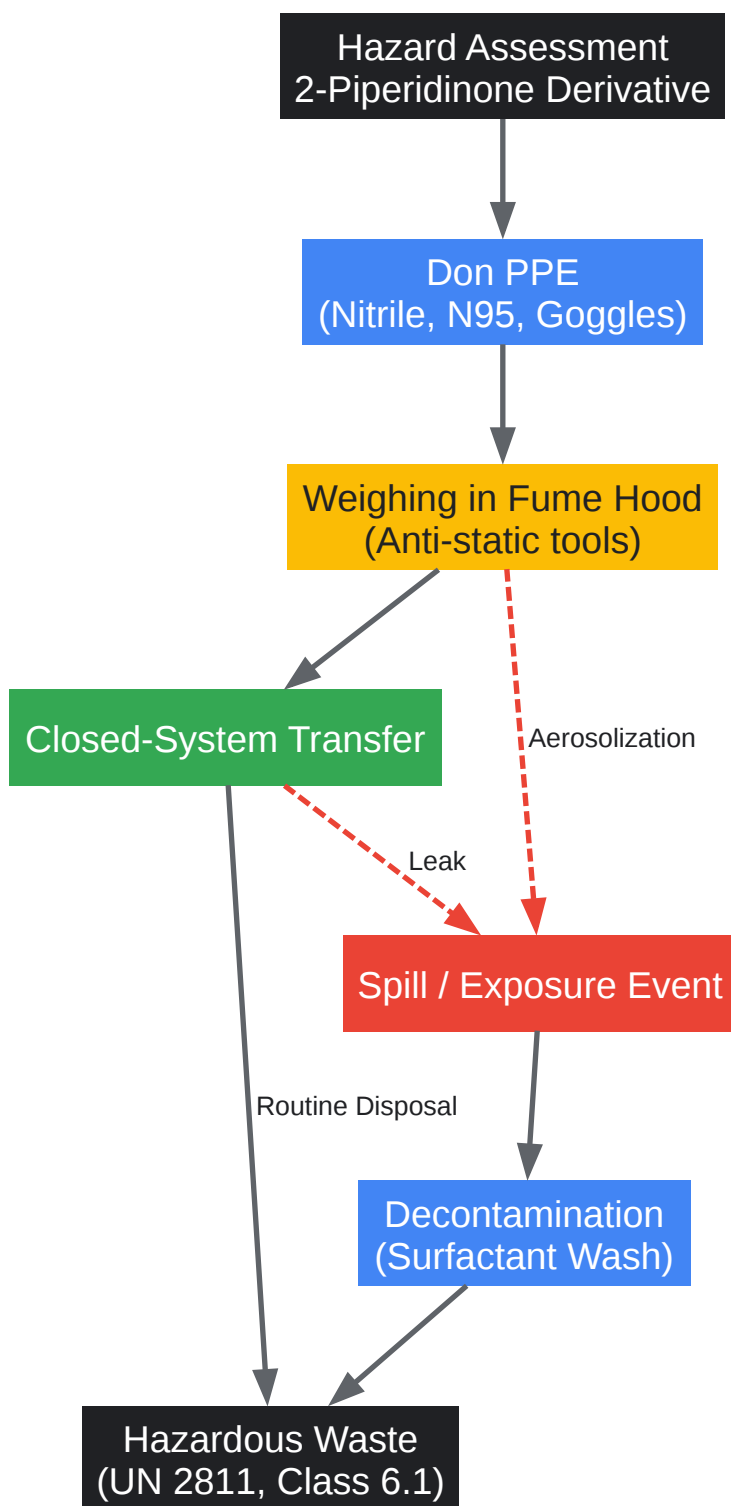 Hazard Assessment
2-Piperidinone Derivative
Don PPE
(Nitrile, N95, Goggles)
Weighing in Fume Hood
(Anti-static tools)
Closed-System Transfer
Aerosolization
Leak
Spill / Exposure Event
Routine Disposal
Decontamination
(Surfactant Wash)
Hazardous Waste
(UN 2811, Class 6.1)